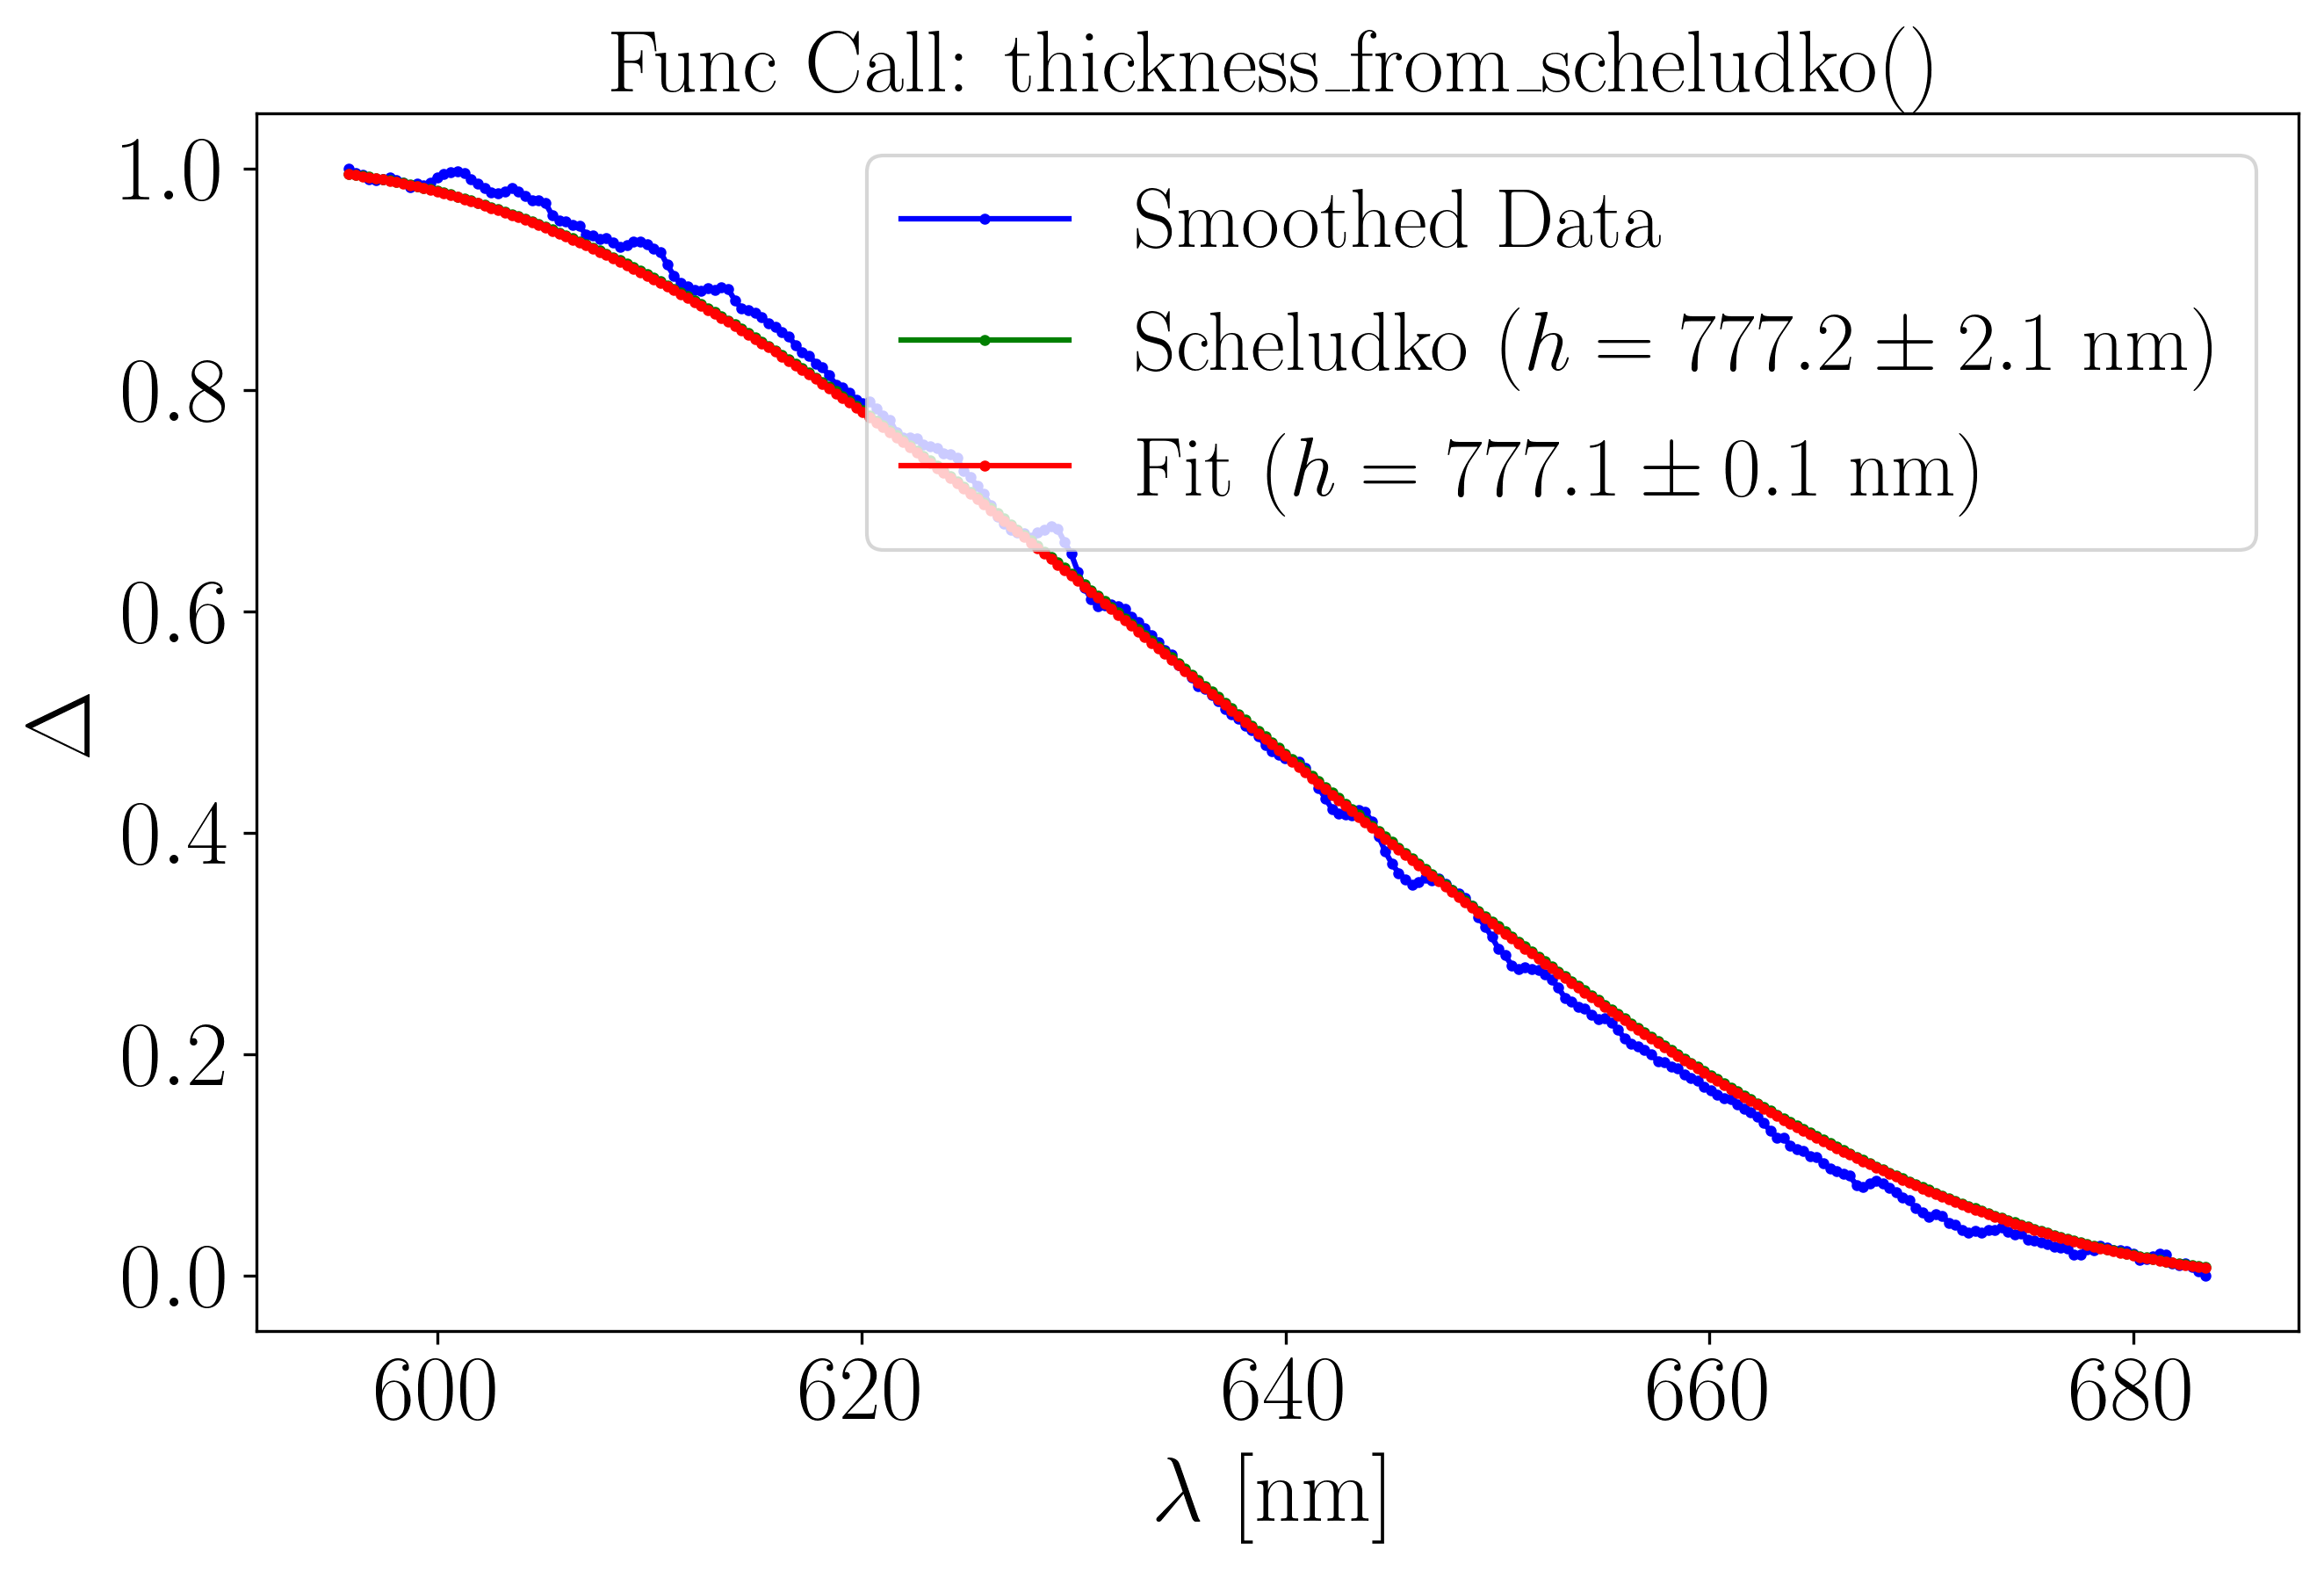 Func Call: thickness_from_scheludko()
Smoothed Data
Scheludko (h = 777.2 ± 2.1 nm)
Fit (h = 777.1 ± 0.1 nm)
1.0
0.8
0.6
0.4
0.2
0.0
Δ
600 620 640 660 680
λ [nm]